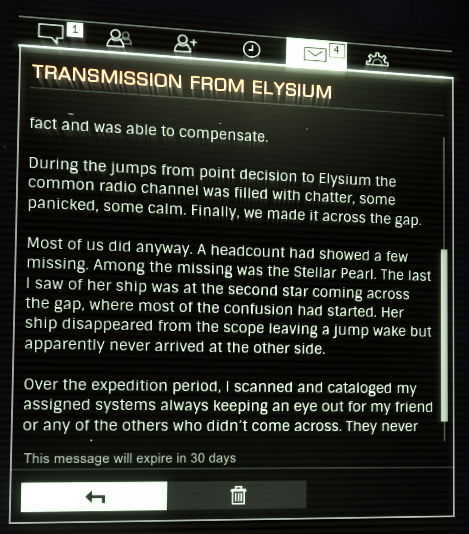 1
4
TRANSMISSION FROM ELYSIUM
fact and was able to compensate.
During the jumps from point decision to Elysium the
common radio channel was filled with chatter, some
panicked, some calm. Finally, we made it across the gap.
Most of us did anyway. A headcount had showed a few
missing. Among the missing was the Stellar Pearl. The last
I saw of her ship was at the second star coming across
the gap, where most of the confusion had started. Her
ship disappeared from the scope leaving a jump wake but
apparently never arrived at the other side.
Over the expedition period, I scanned and cataloged my
assigned systems always keeping an eye out for my friend
or any of the others who didn't come across. They never
This message will expire in 30 days